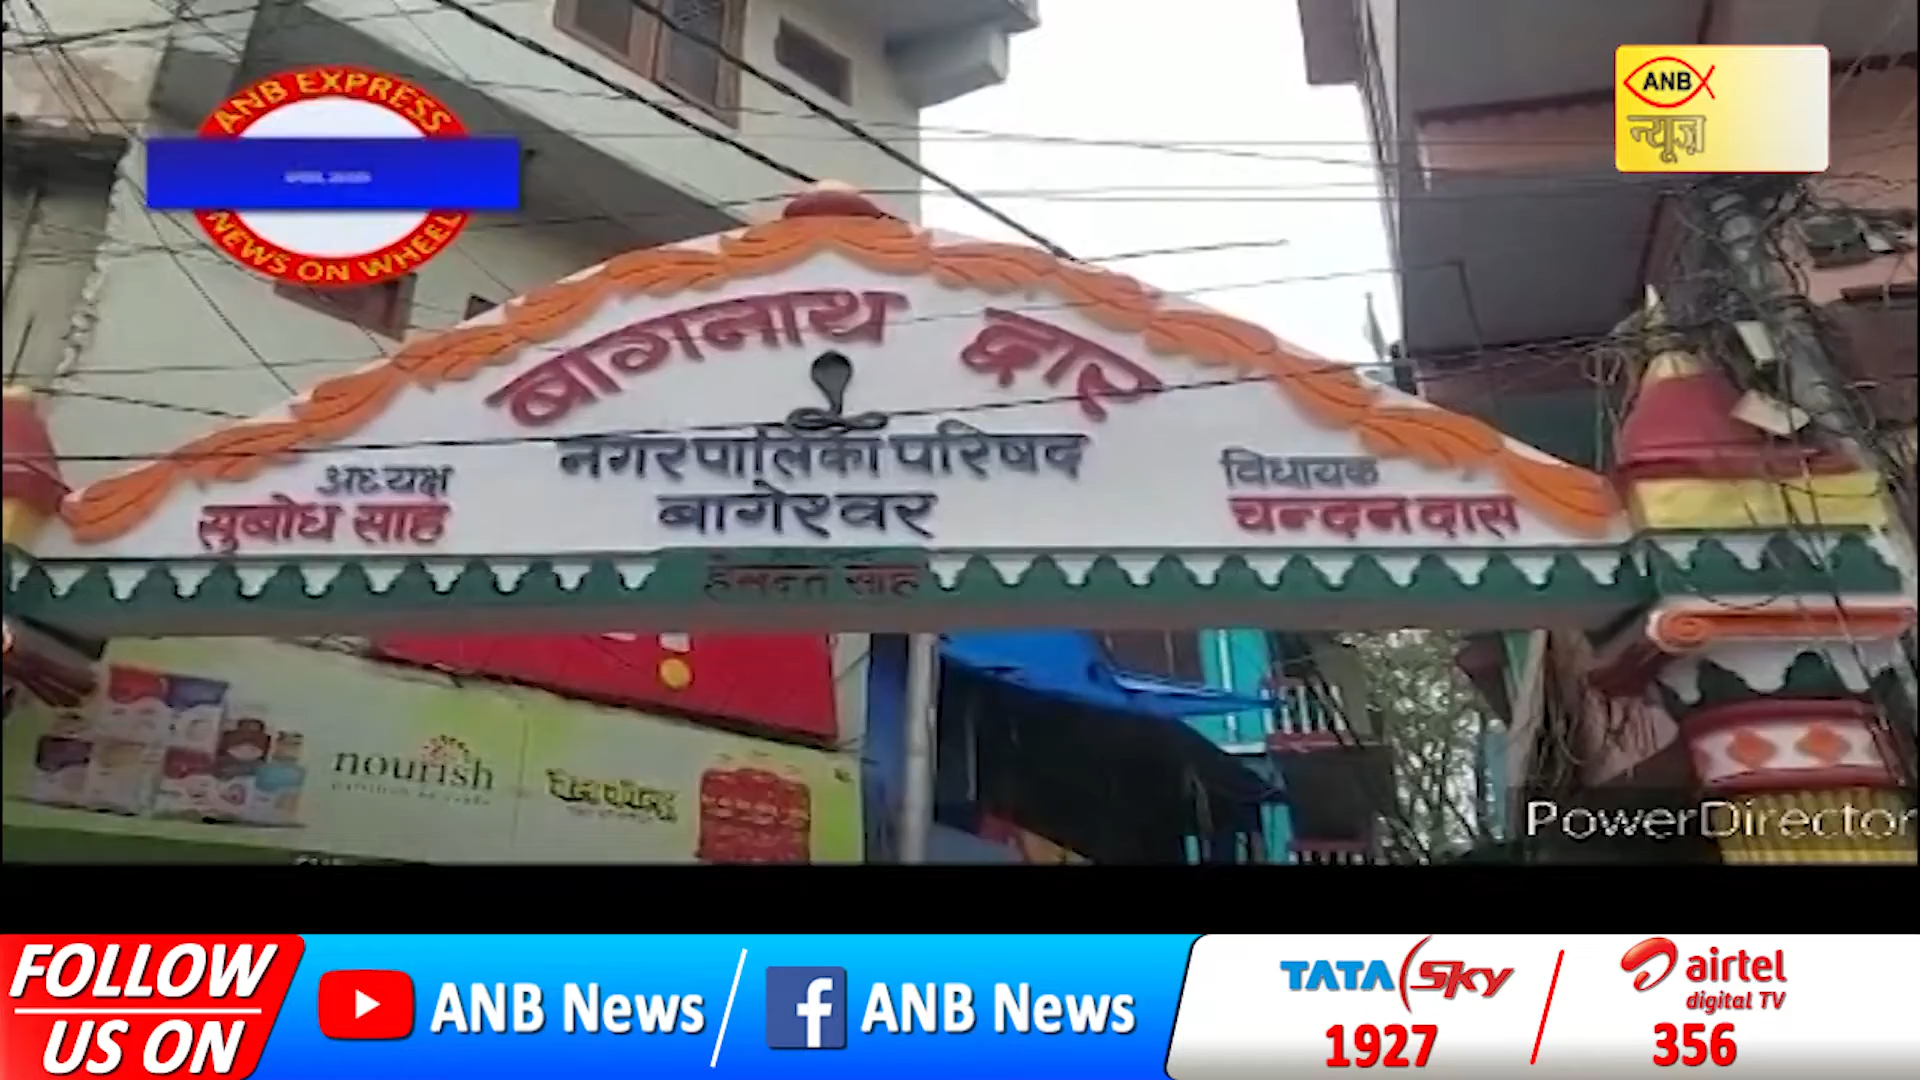 ANB EXPRESS
NEWS ON WHEEL
ANB
न्यूज़
बागनाथ द्वार
नगरपालिका परिषद
बागेश्वर
अध्यक्ष
सुबोध साह
विधायक
चन्दन दास
हेमन्त साह
nourish
PowerDirector
FOLLOW
US ON
ANB News
ANB News
TATA Sky
1927
airtel
digital TV
356